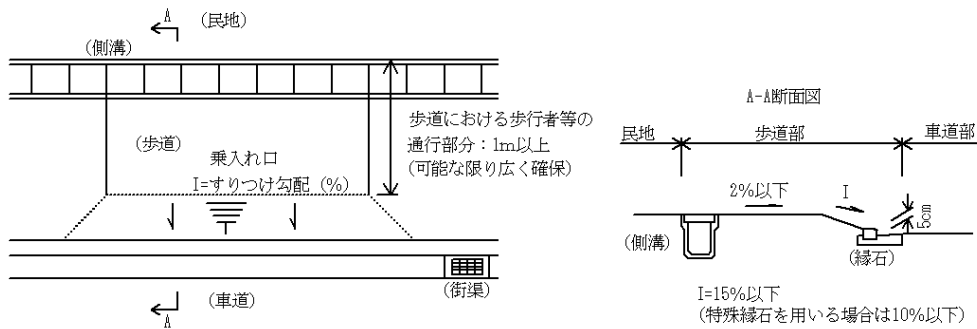 A
(民地)
(側溝)
(歩道)
乗入れ口
I=すりつけ勾配 (%)
歩道における歩行者等の
通行部分:1m以上
(可能な限り広く確保)
(車道)
(街渠)
A
A-A断面図
民地
歩道部
車道部
2%以下
I
5cm
(側溝)
(縁石)
I=15%以下
(特殊縁石を用いる場合は10%以下)